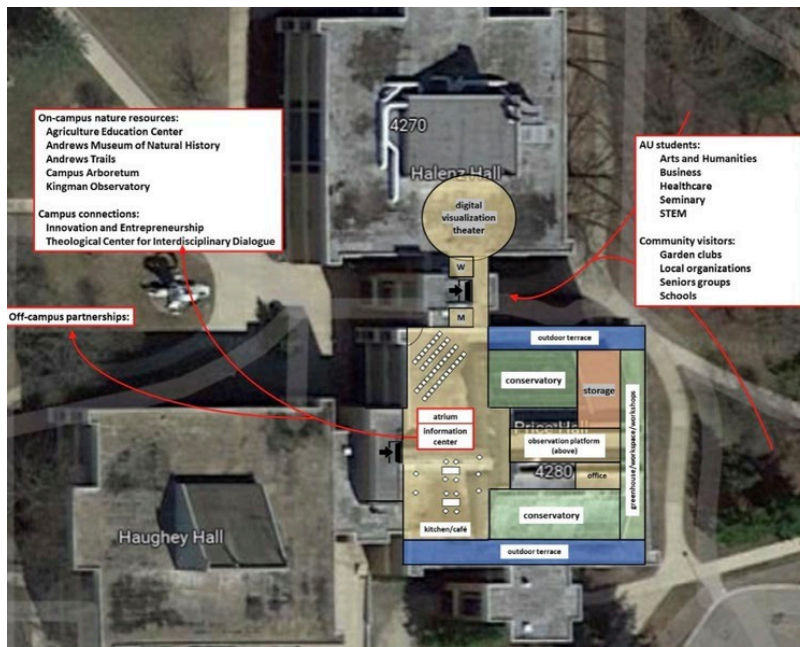 4270
Halenz Hall
On-campus nature resources:
Agriculture Education Center
Andrews Museum of Natural History
Andrews Trails
Campus Arboretum
Kingman Observatory
Campus connections:
Innovation and Entrepreneurship
Theological Center for Interdisciplinary Dialogue
AU students:
Arts and Humanities
Business
Healthcare
Seminary
STEM
Community visitors:
Garden clubs
Local organizations
Seniors groups
Schools
digital
visualization
theater
W
M
Off-campus partnerships:
outdoor terrace
conservatory
storage
atrium
information
center
Price Hall
observation platform
(above)
4280
office
greenhouse/workspace/workshops
conservatory
kitchen/café
outdoor terrace
Haughey Hall